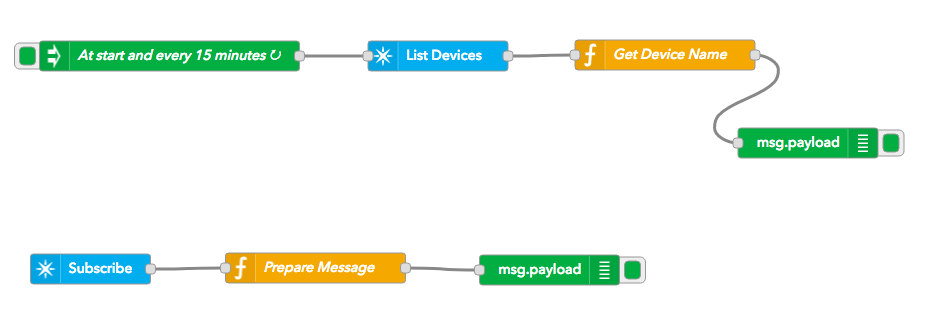 At start and every 15 minutes ↻
List Devices
Get Device Name
msg.payload
Subscribe
Prepare Message
msg.payload